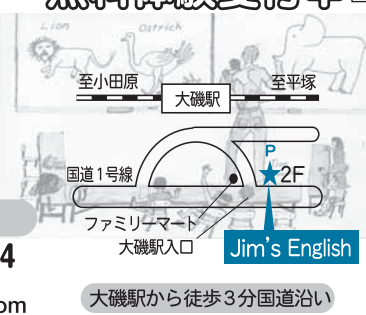 Lion
Ostrich
至小田原
大磯駅
至平塚
P
国道1号線
2F
ファミリーマート
大磯駅入口
Jim's English
4
om
大磯駅から徒歩3分国道沿い